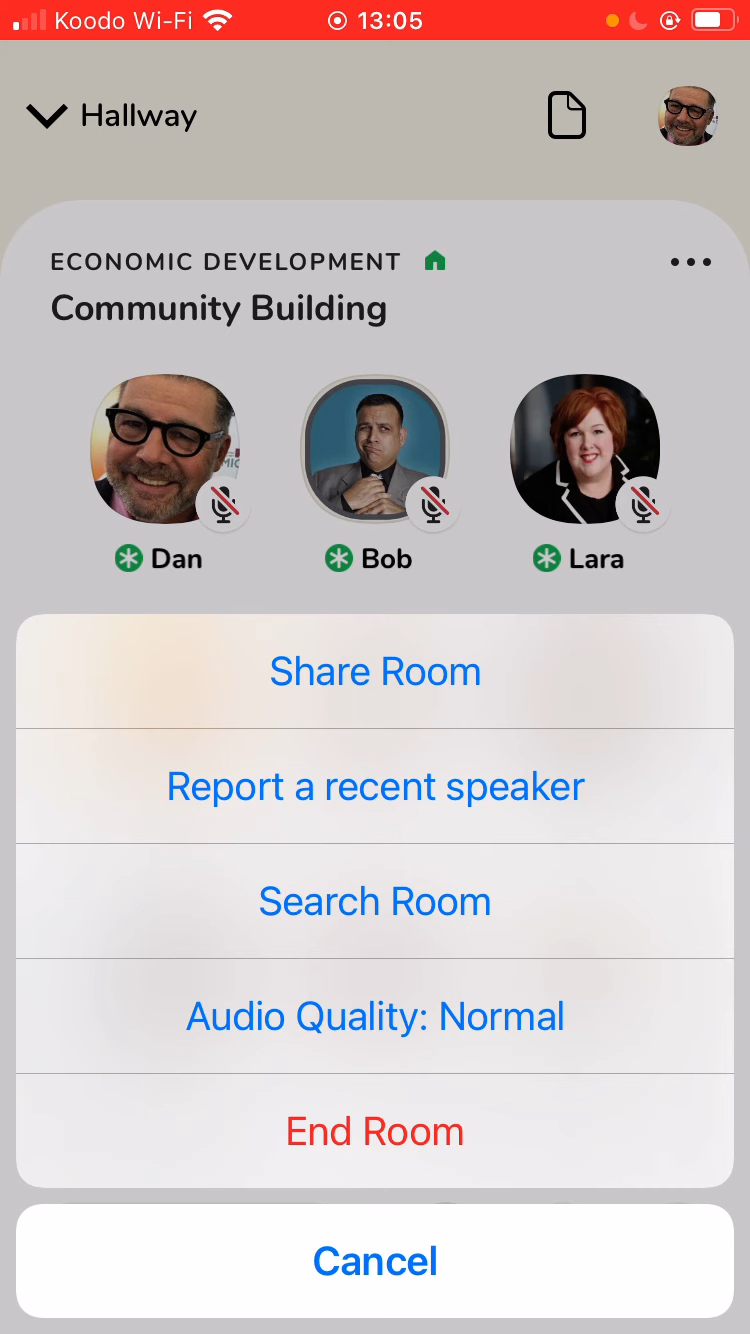 Koodo Wi-Fi 13:05
Hallway
ECONOMIC DEVELOPMENT
Community Building
Dan Bob Lara
Share Room
Report a recent speaker
Search Room
Audio Quality: Normal
End Room
Cancel